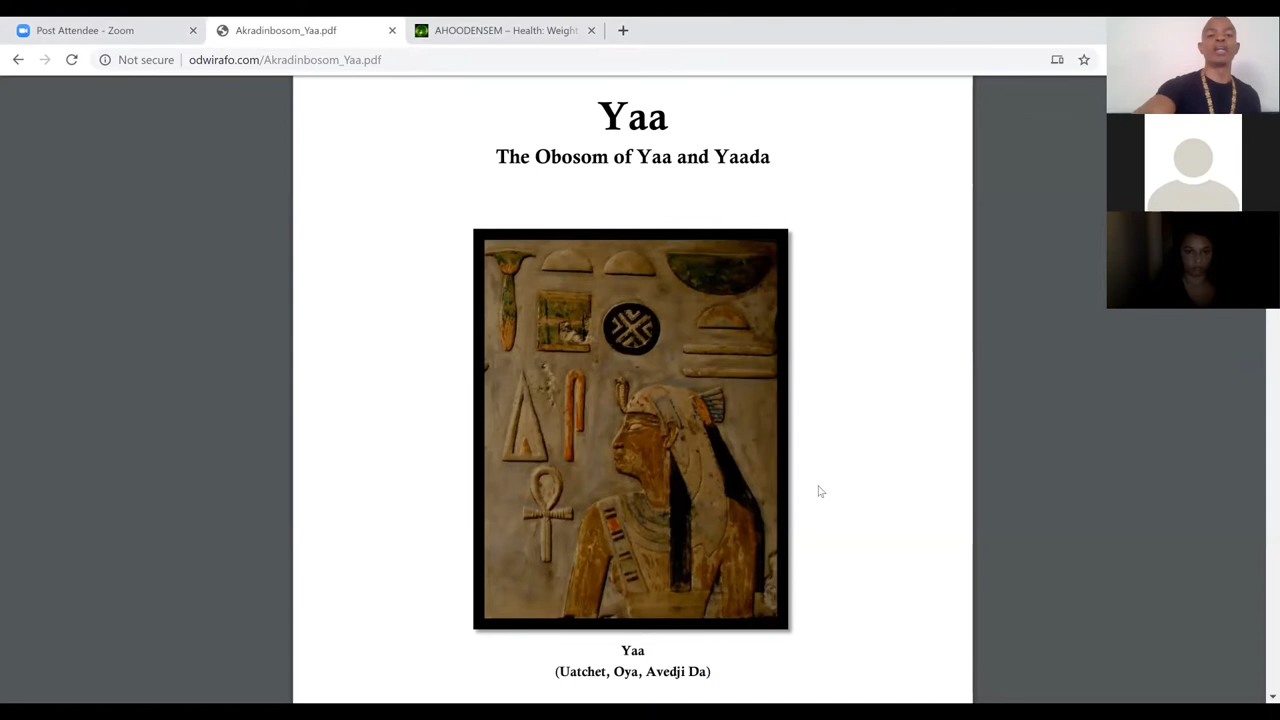 Post Attendee - Zoom
Akradinbosom_Yaa.pdf
AHOODENSEM – Health: Weight
Not secure
odwirafo.com/Akradinbosom_Yaa.pdf
Yaa
The Obosom of Yaa and Yaada
Yaa
(Uatchet, Oya, Avedji Da)